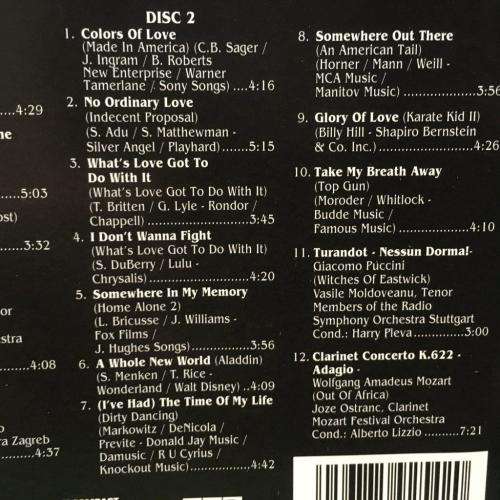 DISC 2
1. Colors Of Love
(Made In America) (C.B. Sager /
J. Ingram / B. Roberts
New Enterprise / Warner
Tamerlane / Sony Songs) ....4:16
2. No Ordinary Love
(Indecent Proposal)
(S. Adu / S. Matthewman -
Silver Angel / Playhard)......5:15
3. What's Love Got To
Do With It
(What's Love Got To Do With It)
(T. Britten / G. Lyle - Rondor /
Chappell)..........................3:45
4. I Don't Wanna Fight
(What's Love Got To Do With It)
(S. DuBerry / Lulu -
Chrysalis)..........................4:20
5. Somewhere In My Memory
(Home Alone 2)
(L. Bricusse / J. Williams -
Fox Films /
J. Hughes Songs)................3:56
6. A Whole New World (Aladdin)
(S. Menken / T. Rice -
Wonderland / Walt Disney) ..4:09
7. (I've Had) The Time Of My Life
(Dirty Dancing)
(Markowitz / DeNicola /
Previte - Donald Jay Music /
Damusic / R U Cyrius /
Knockout Music)................4:42
8. Somewhere Out There
(An American Tail)
(Horner / Mann / Weill -
MCA Music /
Manitov Music) ..................3:56
9. Glory Of Love (Karate Kid II)
(Billy Hill - Shapiro Bernstein
& Co. Inc.)........................4:26
10. Take My Breath Away
(Top Gun)
(Moroder / Whitlock -
Budde Music /
Famous Music)..................4:10
11. Turandot - Nessun Dorma!-
Giacomo Puccini
(Witches Of Eastwick)
Vasile Moldoveanu, Tenor
Members of the Radio
Symphony Orchestra Stuttgart
Cond.: Harry Pleva............3:00
12. Clarinet Concerto K.622 -
Adagio -
Wolfgang Amadeus Mozart
(Out Of Africa)
Joze Ostranc, Clarinet
Mozart Festival Orchestra
Cond.: Alberto Lizzio..........7:21
....4:29
.....5:03
....3:32
....4:08
a Zagreb
....4:37